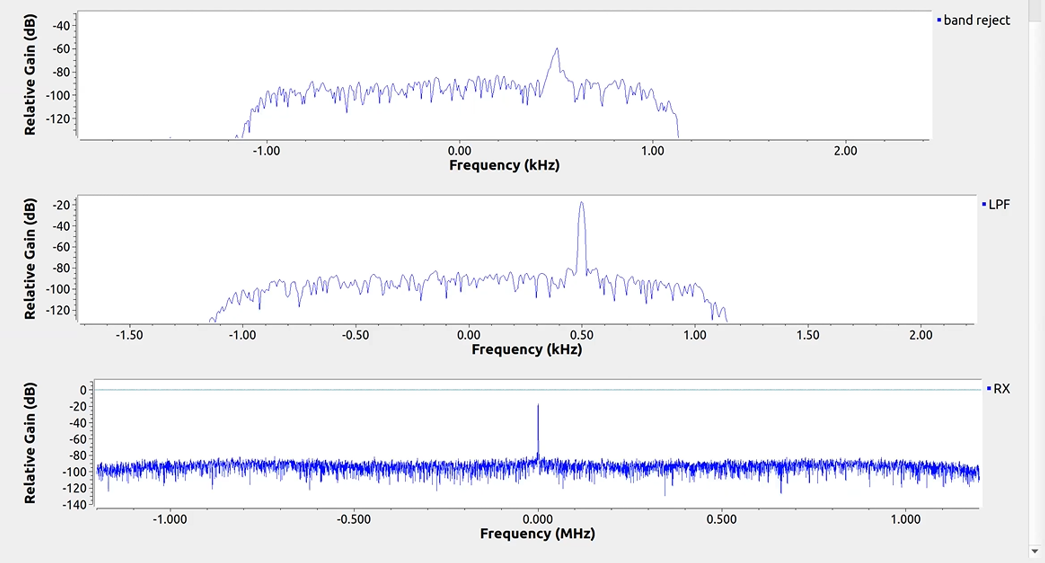 band reject
Relative Gain (dB)
-40
-60
-80
-100
-120
-1.00 0.00 1.00 2.00
Frequency (kHz)
LPF
Relative Gain (dB)
-20
-40
-60
-80
-100
-120
-1.50 -1.00 -0.50 0.00 0.50 1.00 1.50 2.00
Frequency (kHz)
RX
Relative Gain (dB)
0
-20
-40
-60
-80
-100
-120
-140
-1.000 -0.500 0.000 0.500 1.000
Frequency (MHz)